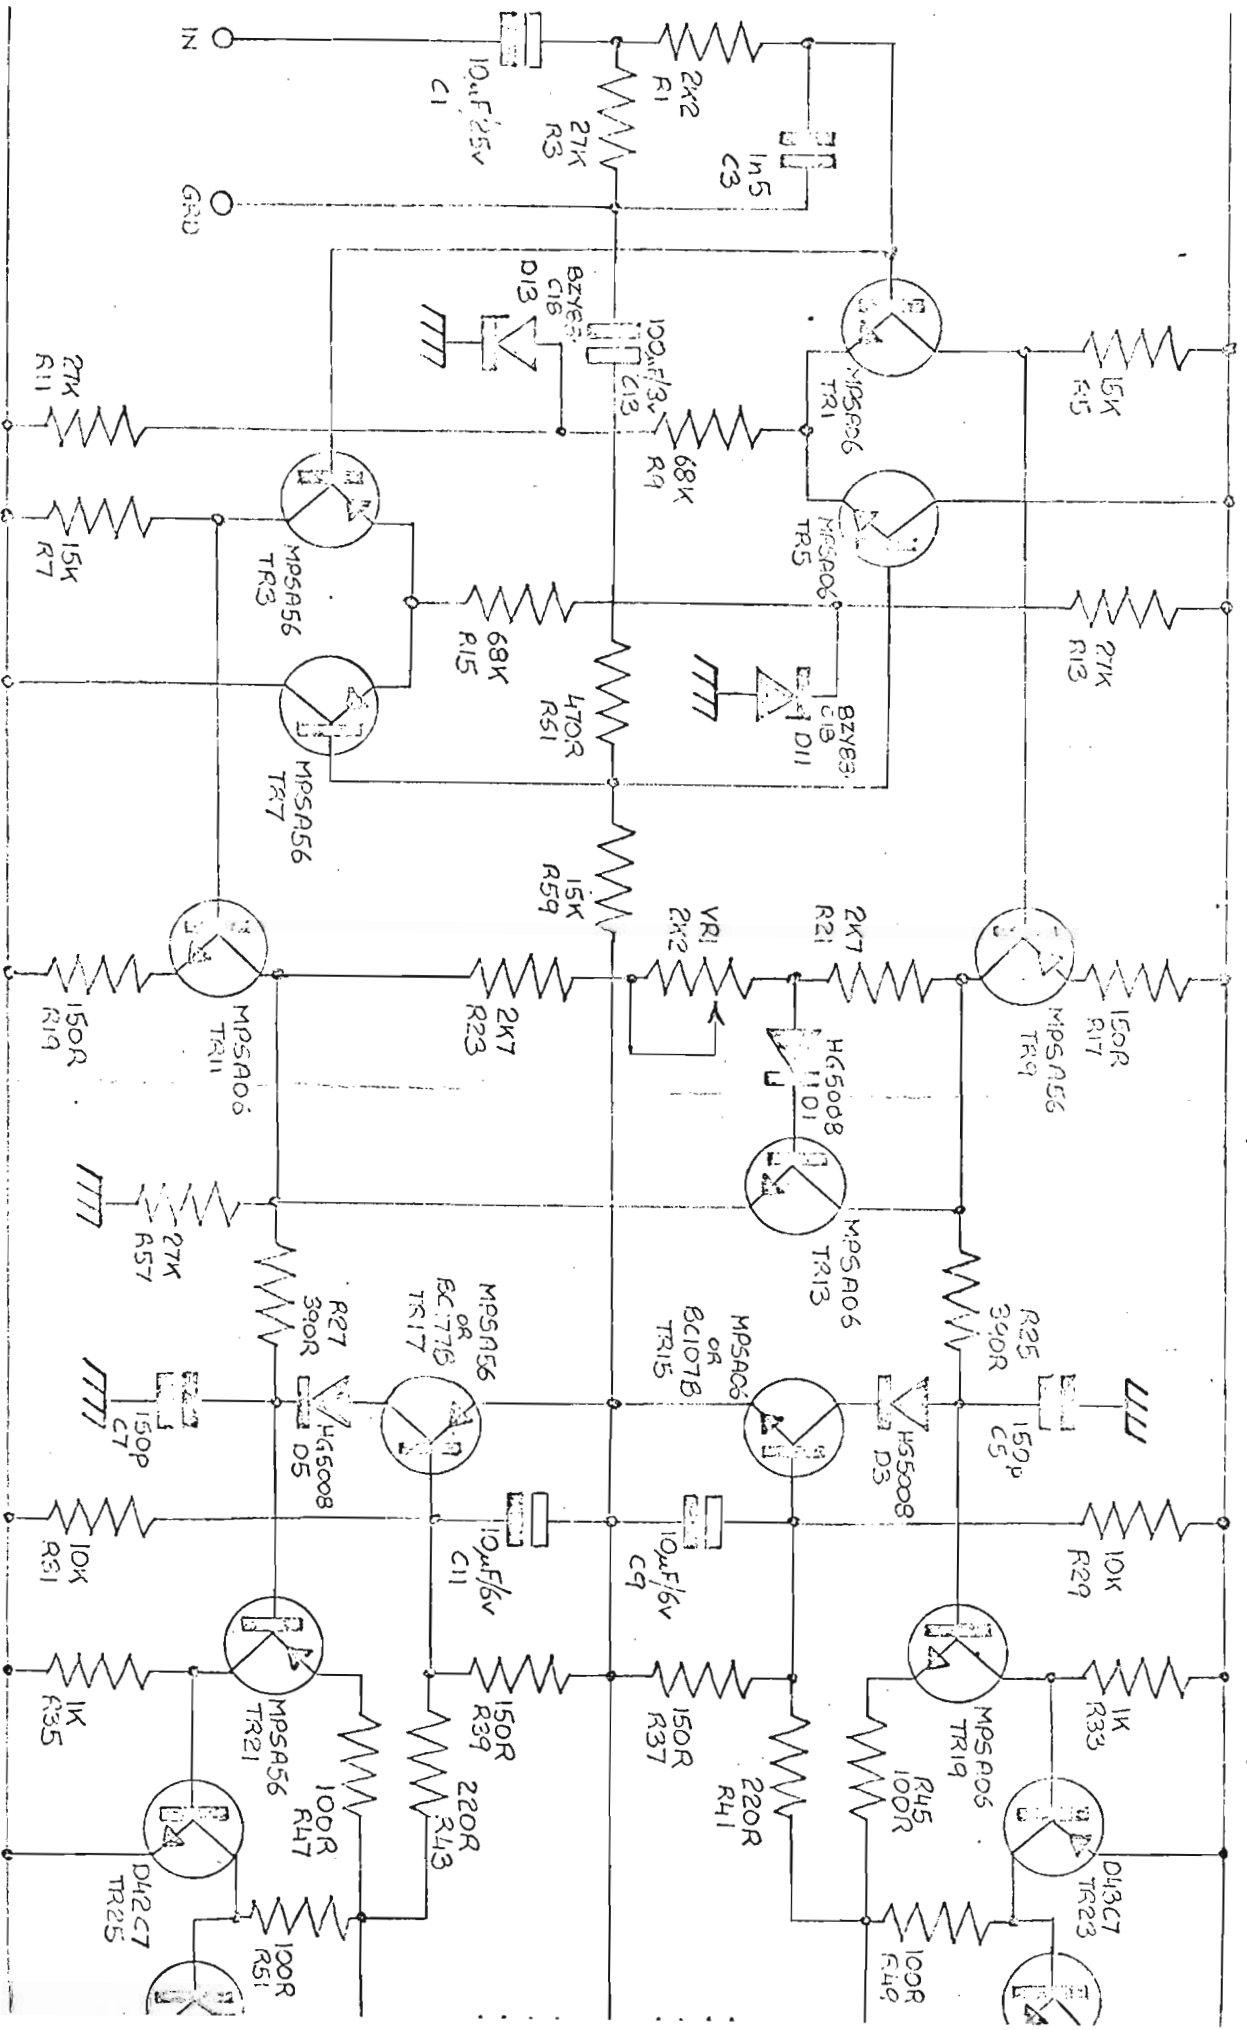 IN
10µF/25v
C1
2K2
R1
27K
R3
1n5
C3
GRD
BZY88
C18
D13
100µF/3v
C13
MPSA06
TR1
15K
R5
27K
R11
68K
R9
MPSA06
TR5
15K
R7
MPSA56
TR3
68K
R15
470R
R51
BZY88
C18
D11
27K
R13
MPSA56
TR7
15K
R59
VR1
2K2
2K7
R21
150R
R17
MPSA56
TR9
150R
R19
MPSA06
TR11
2K7
R23
HG5008
D1
MPSA06
TR13
27K
R57
R27
390R
MPSA56
OR
BC177B
TR17
MPSA06
OR
BC107B
TR15
R25
390R
150p
C7
HG5008
D5
HG5008
D3
150p
C5
10K
R31
10µF/6v
C11
10µF/6v
C9
10K
R29
1K
R35
MPSA56
TR21
150R
R39
150R
R37
MPSA06
TR19
1K
R33
100R
R47
220R
R43
220R
R41
R45
100R
D42C7
TR25
100R
R51
100R
R49
D43C7
TR23